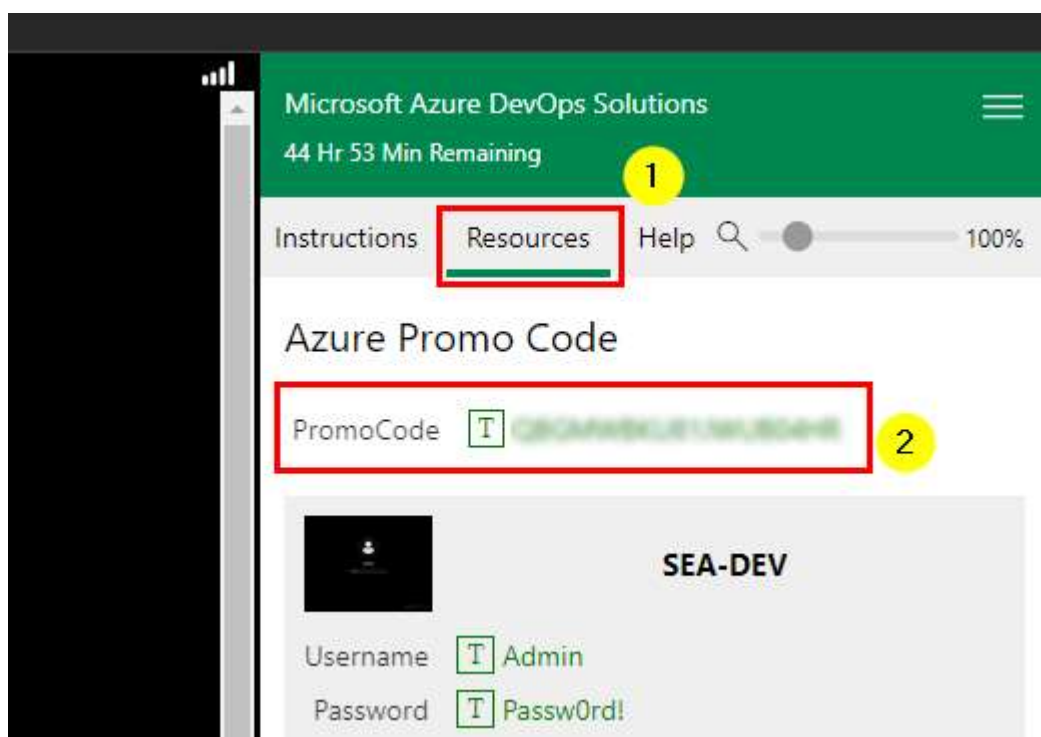 Microsoft Azure DevOps Solutions
44 Hr 53 Min Remaining
1
Instructions Resources Help 100%
Azure Promo Code
PromoCode T
2
SEA-DEV
Username T Admin
Password T Passw0rd!